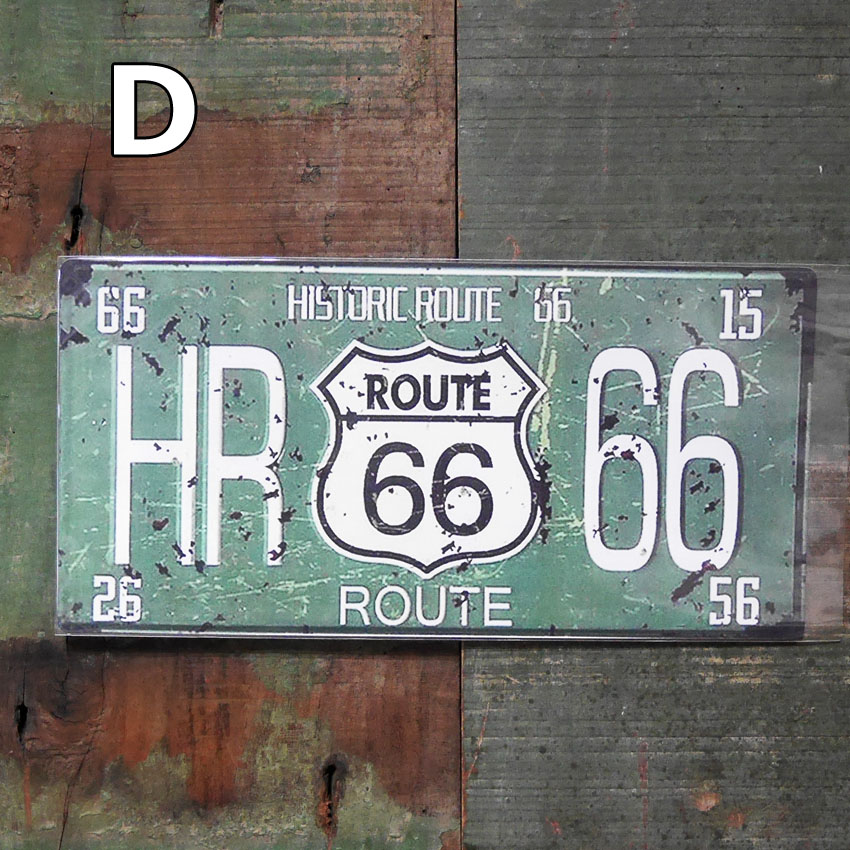 D
66 HISTORIC ROUTE 66 15
HR ROUTE 66 66
26 ROUTE 56